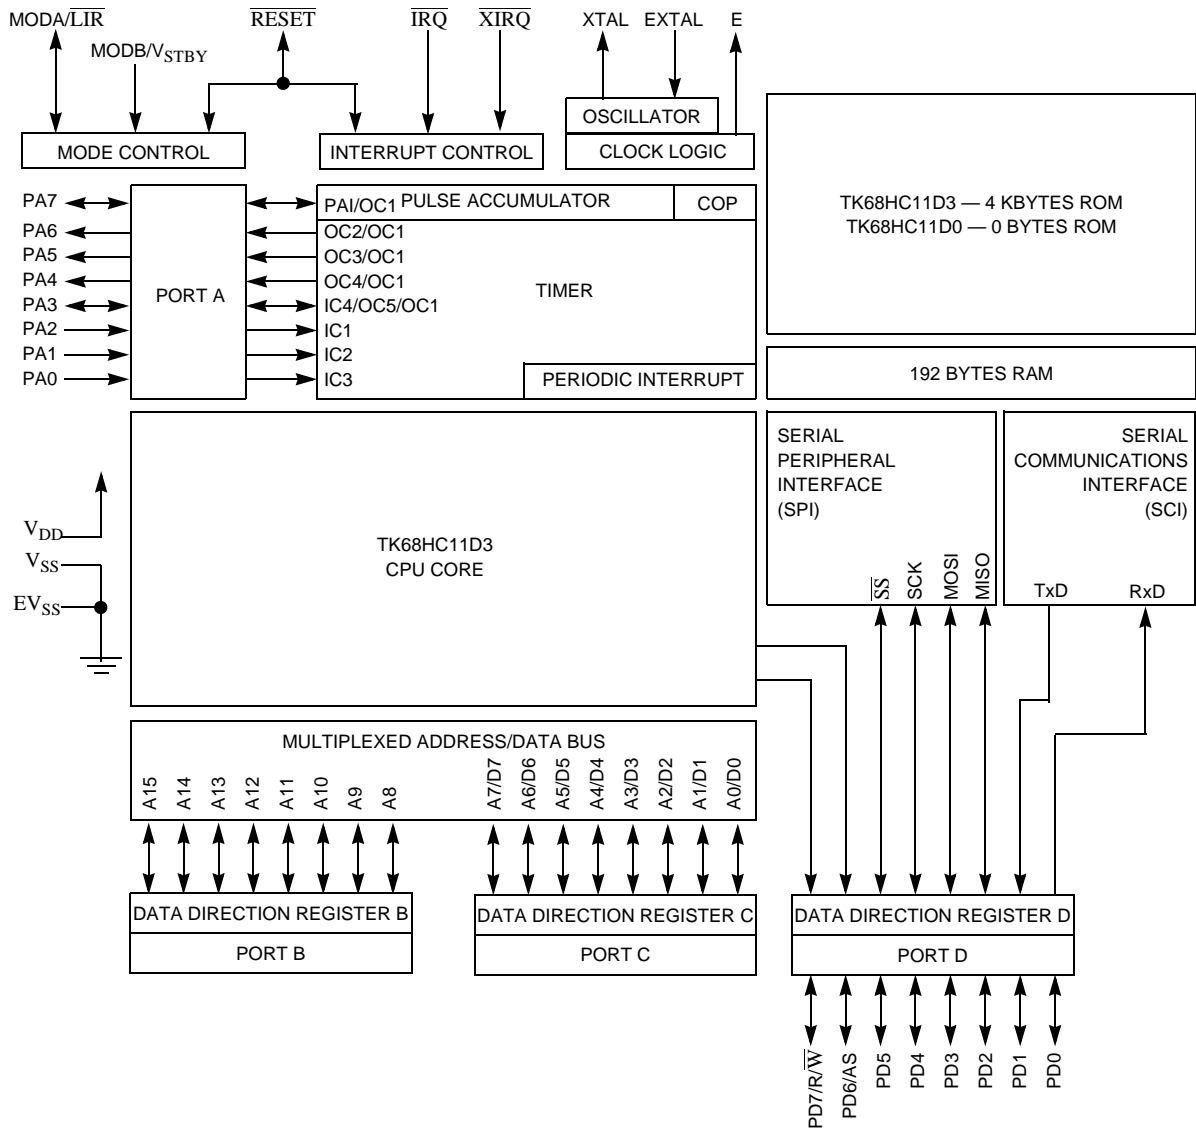 MODA/LIR
RESET
IRQ
XIRQ
XTAL
EXTAL
E
MODB/VSTBY
OSCILLATOR
MODE CONTROL
INTERRUPT CONTROL
CLOCK LOGIC
PA7
PA6
PA5
PA4
PA3
PA2
PA1
PA0
PORT A
PAI/OC1
PULSE ACCUMULATOR
COP
OC2/OC1
OC3/OC1
OC4/OC1
IC4/OC5/OC1
IC1
IC2
IC3
TIMER
PERIODIC INTERRUPT
TK68HC11D3 — 4 KBYTES ROM
TK68HC11D0 — 0 BYTES ROM
192 BYTES RAM
VDD
VSS
EVSS
TK68HC11D3
CPU CORE
SERIAL
PERIPHERAL
INTERFACE
(SPI)
SS
SCK
MOSI
MISO
SERIAL
COMMUNICATIONS
INTERFACE
(SCI)
TxD
RxD
MULTIPLEXED ADDRESS/DATA BUS
A15
A14
A13
A12
A11
A10
A9
A8
A7/D7
A6/D6
A5/D5
A4/D4
A3/D3
A2/D2
A1/D1
A0/D0
DATA DIRECTION REGISTER B
PORT B
DATA DIRECTION REGISTER C
PORT C
DATA DIRECTION REGISTER D
PORT D
PD7/R/W
PD6/AS
PD5
PD4
PD3
PD2
PD1
PD0